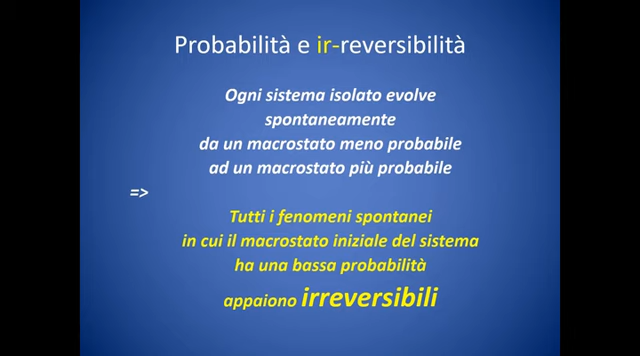 Probabilità e ir-reversibilità
Ogni sistema isolato evolve
spontaneamente
da un macrostato meno probabile
ad un macrostato più probabile
=>
Tutti i fenomeni spontanei
in cui il macrostato iniziale del sistema
ha una bassa probabilità
appaiono irreversibili